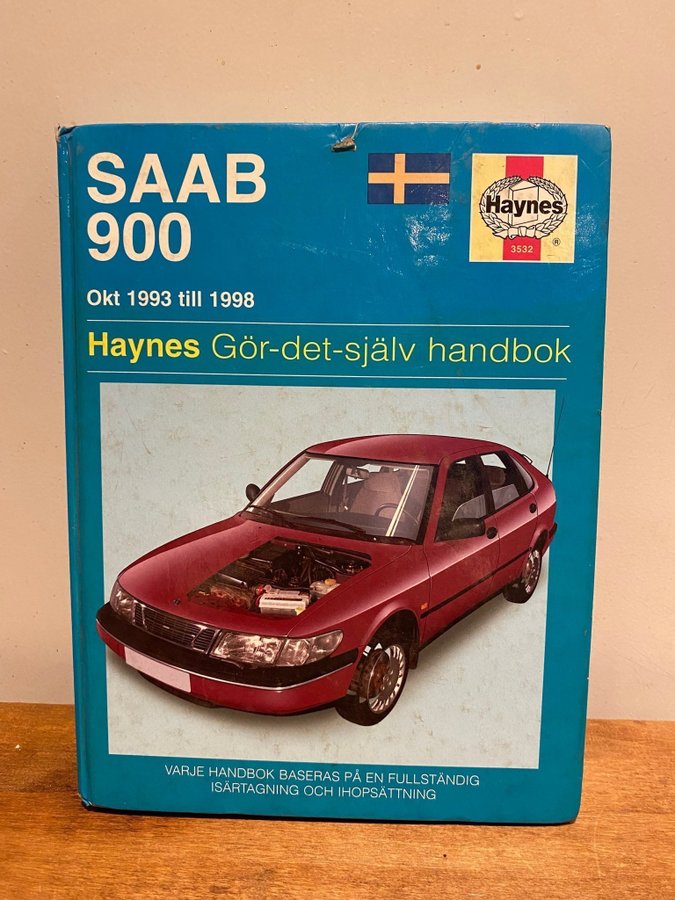 SAAB
900
Okt 1993 till 1998
Haynes
3532
®
Haynes Gör-det-själv handbok
VARJE HANDBOK BASERAS PÅ EN FULLSTÄNDIG
ISÄRTAGNING OCH IHOPSÄTTNING